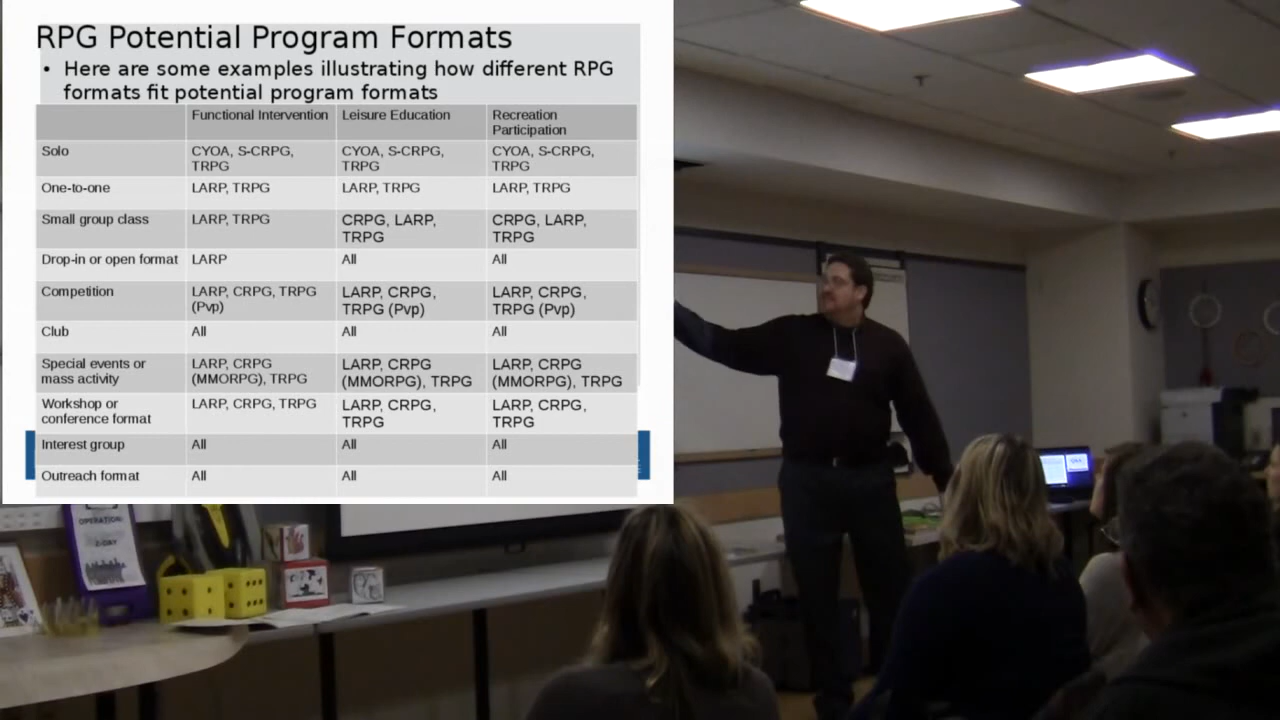 RPG Potential Program Formats
• Here are some examples illustrating how different RPG
formats fit potential program formats
Functional Intervention Leisure Education Recreation
Participation
Solo CYOA, S-CRPG, CYOA, S-CRPG, CYOA, S-CRPG,
TRPG TRPG TRPG
One-to-one LARP, TRPG LARP, TRPG LARP, TRPG
Small group class LARP, TRPG CRPG, LARP, CRPG, LARP,
TRPG TRPG
Drop-in or open format LARP All All
Competition LARP, CRPG, TRPG LARP, CRPG, LARP, CRPG,
(Pvp) TRPG (Pvp) TRPG (Pvp)
Club All All All
Special events or LARP, CRPG LARP, CRPG LARP, CRPG
mass activity (MMORPG), TRPG (MMORPG), TRPG (MMORPG), TRPG
Workshop or LARP, CRPG, TRPG LARP, CRPG, LARP, CRPG,
conference format TRPG TRPG
Interest group All All All
Outreach format All All All
OPERATION:
Z-DAY